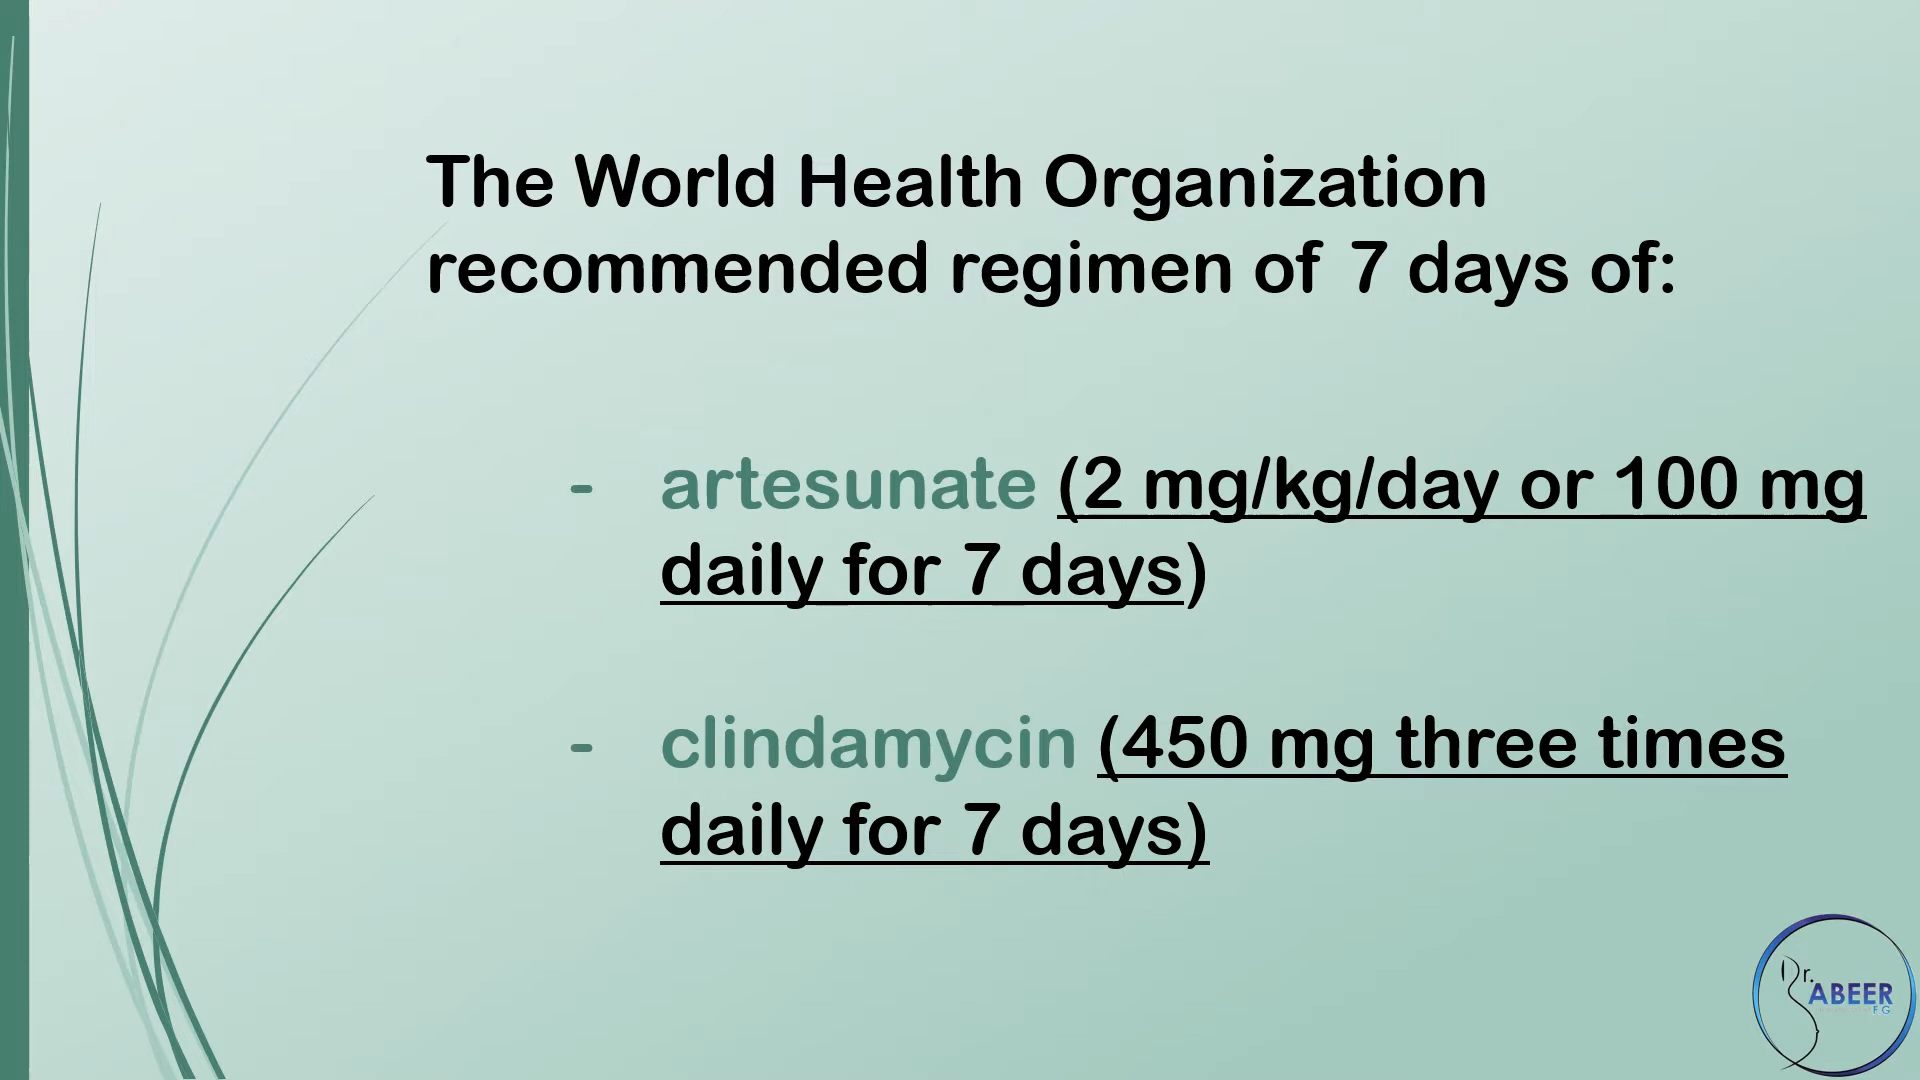 The World Health Organization
recommended regimen of 7 days of:
- artesunate (2 mg/kg/day or 100 mg
daily for 7 days)
- clindamycin (450 mg three times
daily for 7 days)
Dr.
ABEER
F.G